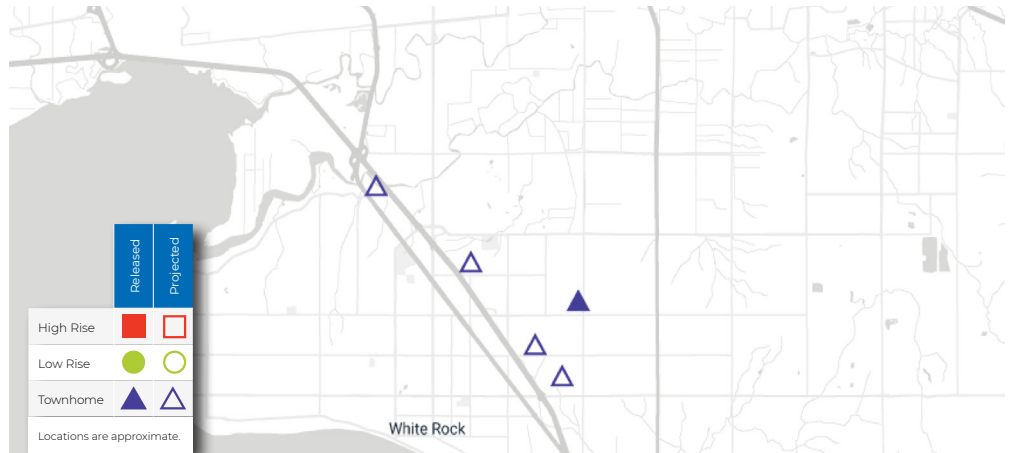 Released
Projected
High Rise
Low Rise
Townhome
Locations are approximate.
White Rock